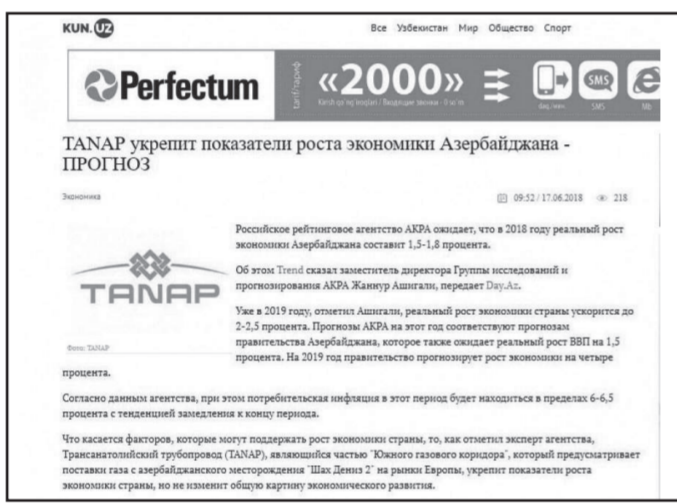 KUN.UZ
Все Узбекистан Мир Общество Спорт
Perfectum
tarif/тариф
«2000»
SMS
SMS
Mb
TANAP укрепит показатели роста экономики Азербайджана -
ПРОГНОЗ
Экономика
09:52 / 17.06.2018
218
Российское рейтинговое агентство АКРА ожидает, что в 2018 году реальный рост
экономики Азербайджана составит 1,5-1,8 процента.
TANAP
Об этом Trend сказал заместитель директора Группы исследований и
прогнозирования АКРА Жаннур Ашигали, передает Day.Az.
Уже в 2019 году, отметил Ашигали, реальный рост экономики страны ускорится до
2-2,5 процента. Прогнозы АКРА на этот год соответствуют прогнозам
правительства Азербайджана, которое также ожидает реальный рост ВВП на 1,5
Фото: TANAP
процента. На 2019 год правительство прогнозирует рост экономики на четыре
процента.
Согласно данным агентства, при этом потребительская инфляция в этот период будет находиться в пределах 6-6,5
процента с тенденцией замедления к концу периода.
Что касается факторов, которые могут поддержать рост экономики страны, то, как отметил эксперт агентства,
Трансанатолийский трубопровод (TANAP), являющийся частью "Южного газового коридора", который предусматривает
поставки газа с азербайджанского месторождения "Шах Дениз 2" на рынки Европы, укрепит показатели роста
экономики страны, но не изменит общую картину экономического развития.